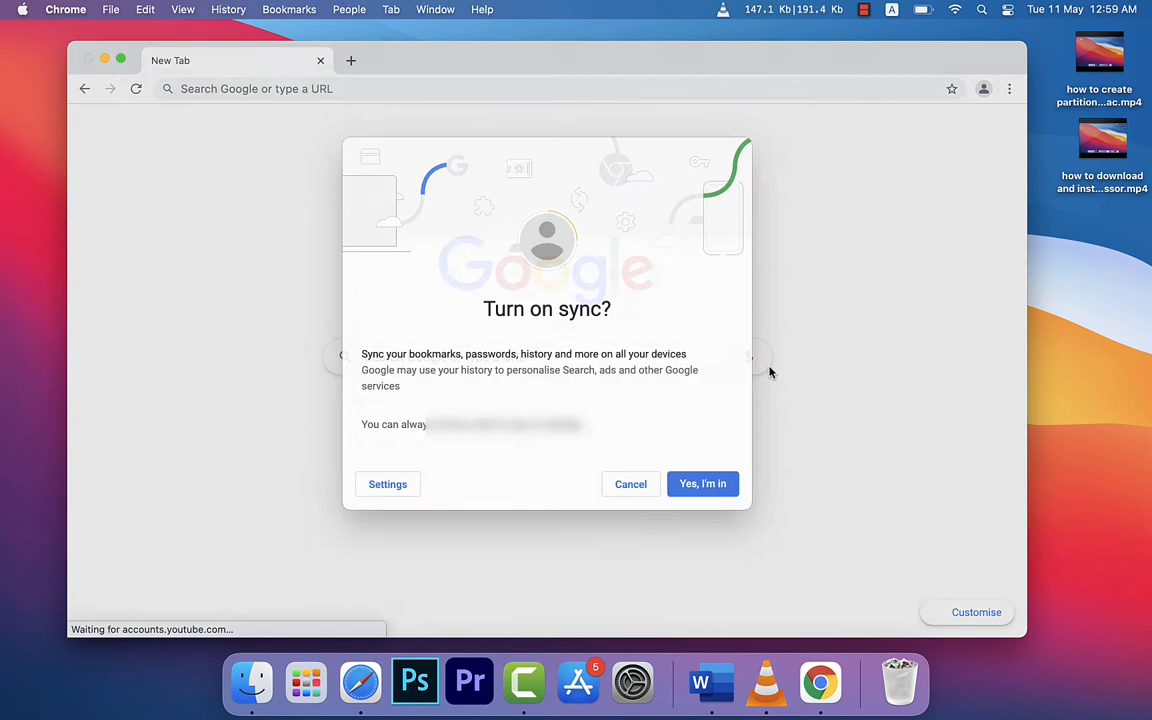 Chrome File Edit View History Bookmarks People Tab Window Help 147.1 Kb|191.4 Kb A Tue 11 May 12:59 AM
New Tab
Search Google or type a URL
how to create
partition...ac.mp4
how to download
and inst...ssor.mp4
G
Google
Turn on sync?
Sync your bookmarks, passwords, history and more on all your devices
Google may use your history to personalise Search, ads and other Google
services
You can alway
Settings Cancel Yes, I'm in
Customise
Waiting for accounts.youtube.com...
Ps Pr C 5 W